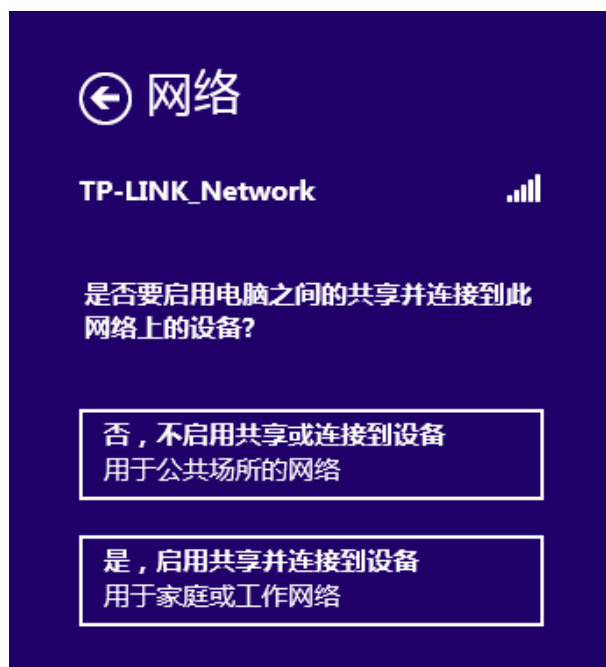 网络
TP-LINK_Network
是否要启用电脑之间的共享并连接到此
网络上的设备?
否，不启用共享或连接到设备
用于公共场所的网络
是，启用共享并连接到设备
用于家庭或工作网络